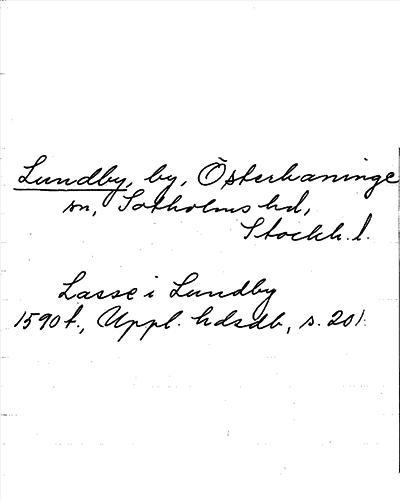 Lundby, by, Österhaninge
sn, Sotholms hd,
Stockh. l.
Lasse i Lundby
1590 t., Uppl. hdsdb, s. 201.